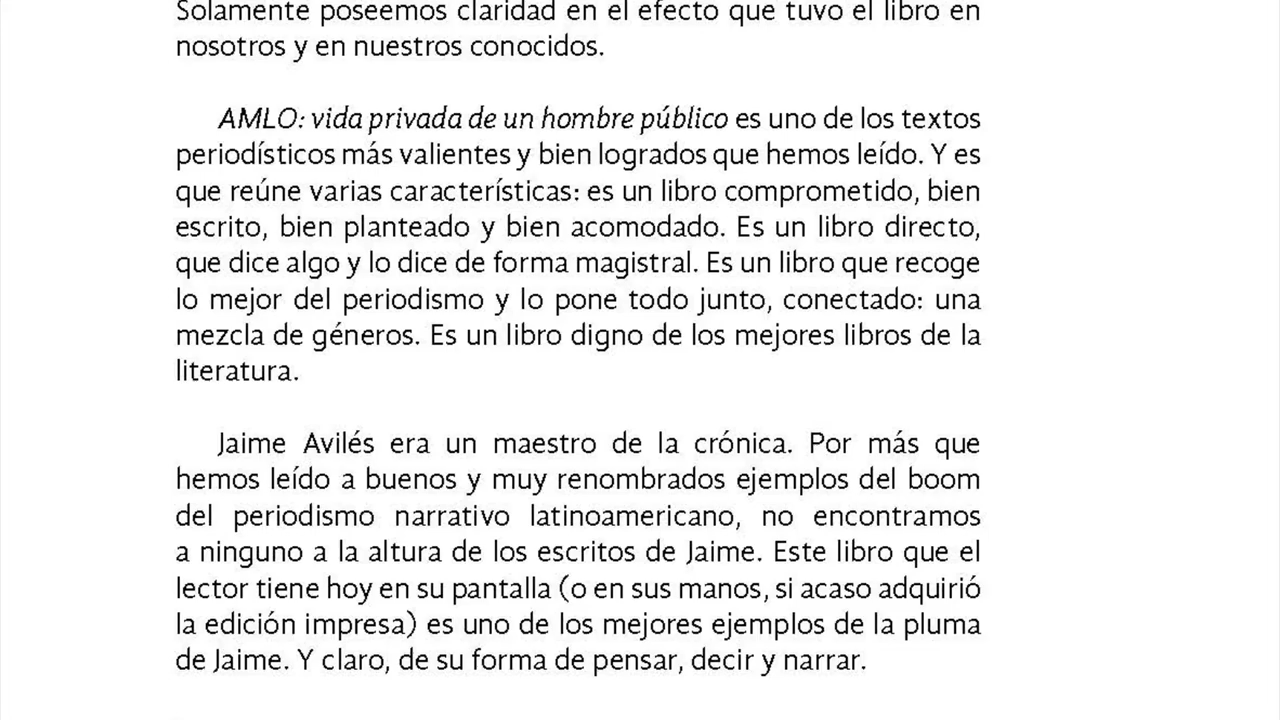 Solamente poseemos claridad en el efecto que tuvo el libro en
nosotros y en nuestros conocidos.
AMLO: vida privada de un hombre público es uno de los textos
periodísticos más valientes y bien logrados que hemos leído. Y es
que reúne varias características: es un libro comprometido, bien
escrito, bien planteado y bien acomodado. Es un libro directo,
que dice algo y lo dice de forma magistral. Es un libro que recoge
lo mejor del periodismo y lo pone todo junto, conectado: una
mezcla de géneros. Es un libro digno de los mejores libros de la
literatura.
Jaime Avilés era un maestro de la crónica. Por más que
hemos leído a buenos y muy renombrados ejemplos del boom
del periodismo narrativo latinoamericano, no encontramos
a ninguno a la altura de los escritos de Jaime. Este libro que el
lector tiene hoy en su pantalla (o en sus manos, si acaso adquirió
la edición impresa) es uno de los mejores ejemplos de la pluma
de Jaime. Y claro, de su forma de pensar, decir y narrar.